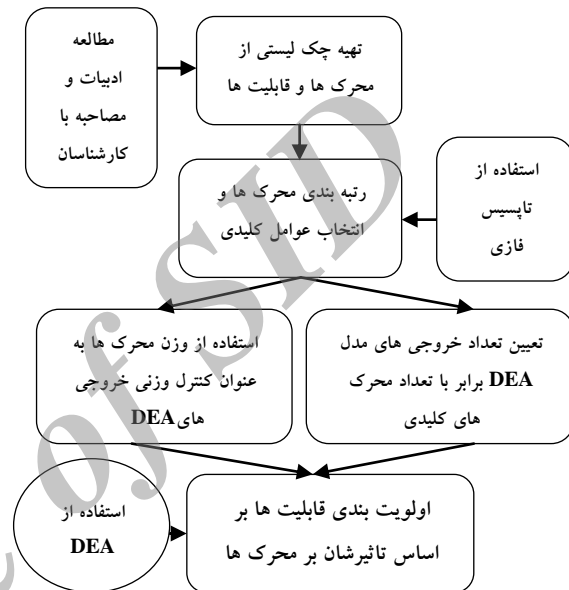 مطالعه
ادبیات و
مصاحبه با
کارشناسان
تهیه چک لیستی از
محرک ها و قابلیت ها
استفاده از
تاپسیس
فازی
رتبه بندی محرک ها و
انتخاب عوامل کلیدی
تعیین تعداد خروجی های مدل
DEA برابر با تعداد محرک
های کلیدی
استفاده از وزن محرک ها به
عنوان کنترل وزنی خروجی
های DEA
استفاده از
DEA
اولویت بندی قابلیت ها بر
اساس تاثیرشان بر محرک ها
of SID